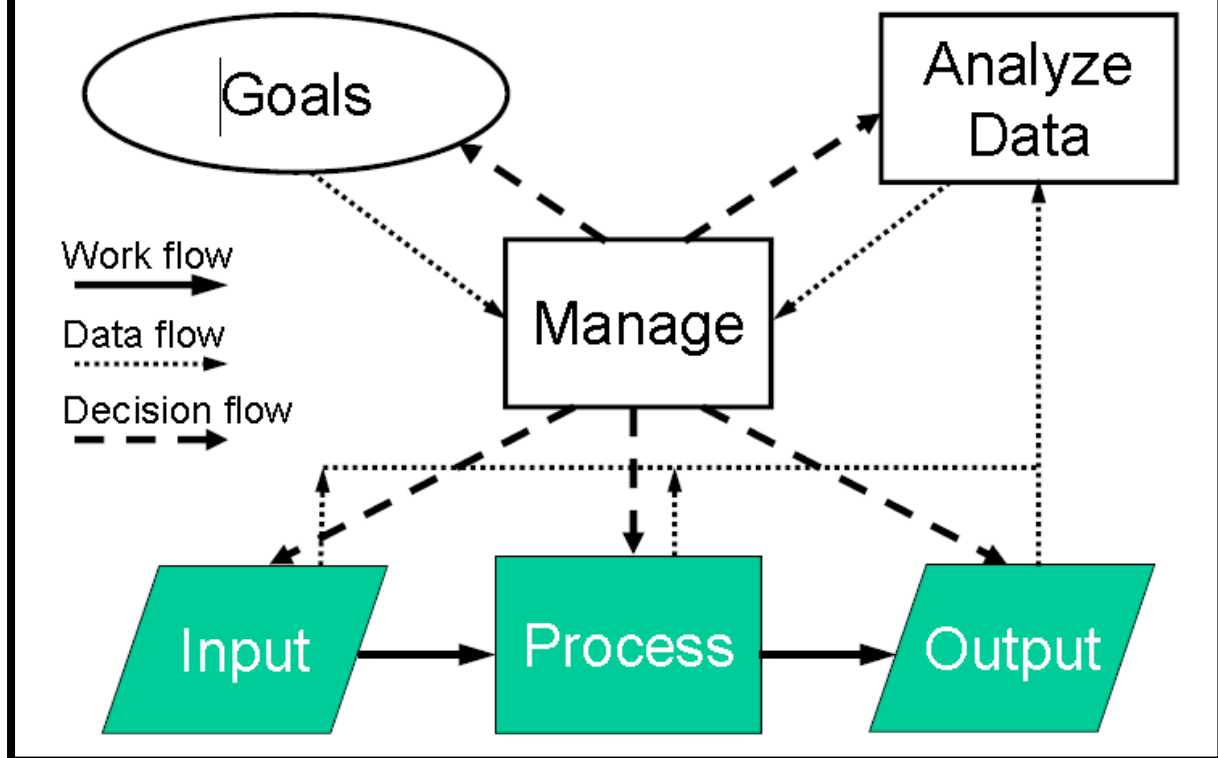 Goals
Analyze
Data
Work flow
Data flow
Decision flow
Manage
Input
Process
Output